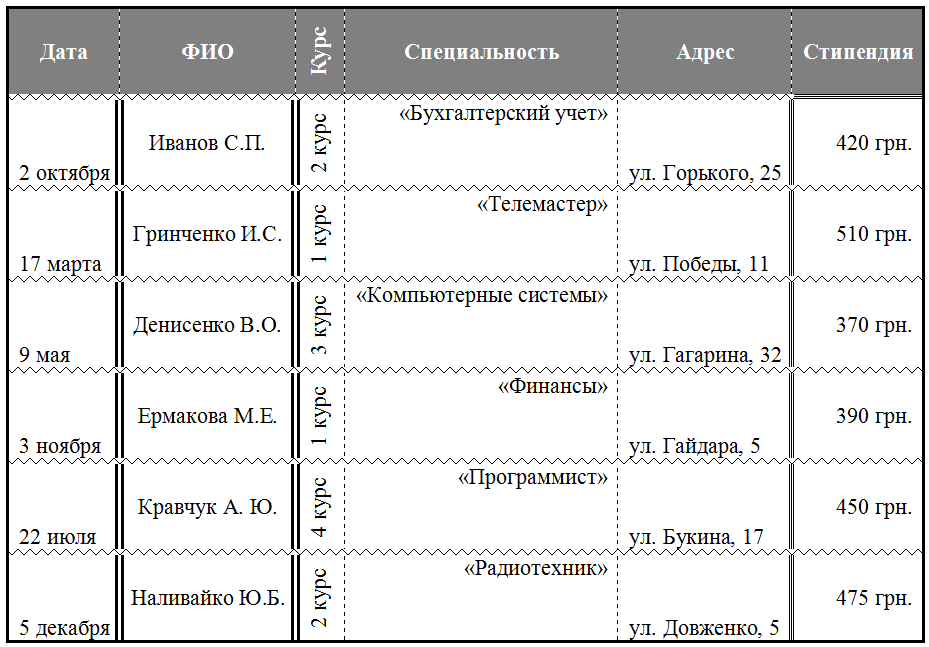 Дата ФИО Курс Специальность Адрес Стипендия
2 октября Иванов С.П. 2 курс «Бухгалтерский учет» ул. Горького, 25 420 грн.
17 марта Гринченко И.С. 1 курс «Телемастер» ул. Победы, 11 510 грн.
9 мая Денисенко В.О. 3 курс «Компьютерные системы» ул. Гагарина, 32 370 грн.
3 ноября Ермакова М.Е. 1 курс «Финансы» ул. Гайдара, 5 390 грн.
22 июля Кравчук А. Ю. 4 курс «Программист» ул. Букина, 17 450 грн.
5 декабря Наливайко Ю.Б. 2 курс «Радиотехник» ул. Довженко, 5 475 грн.